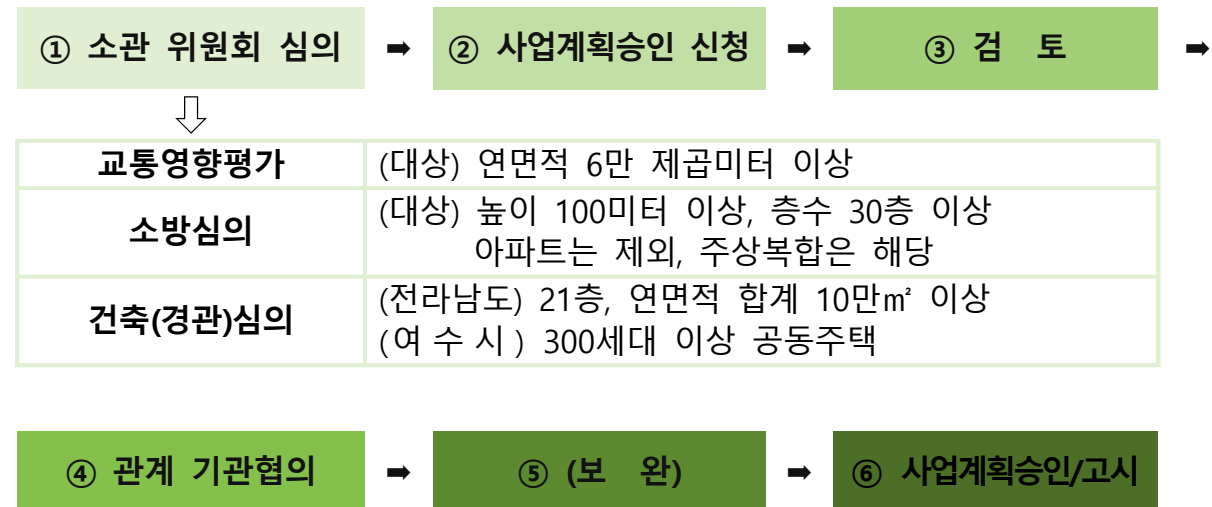 ① 소관 위원회 심의 ➡ ② 사업계획승인 신청 ➡ ③ 검 토 ➡
교통영향평가 (대상) 연면적 6만 제곱미터 이상
소방심의 (대상) 높이 100미터 이상, 층수 30층 이상
아파트는 제외, 주상복합은 해당
건축(경관)심의 (전라남도) 21층, 연면적 합계 10만㎡ 이상
(여 수 시 ) 300세대 이상 공동주택
④ 관계 기관협의 ➡ ⑤ (보 완) ➡ ⑥ 사업계획승인/고시